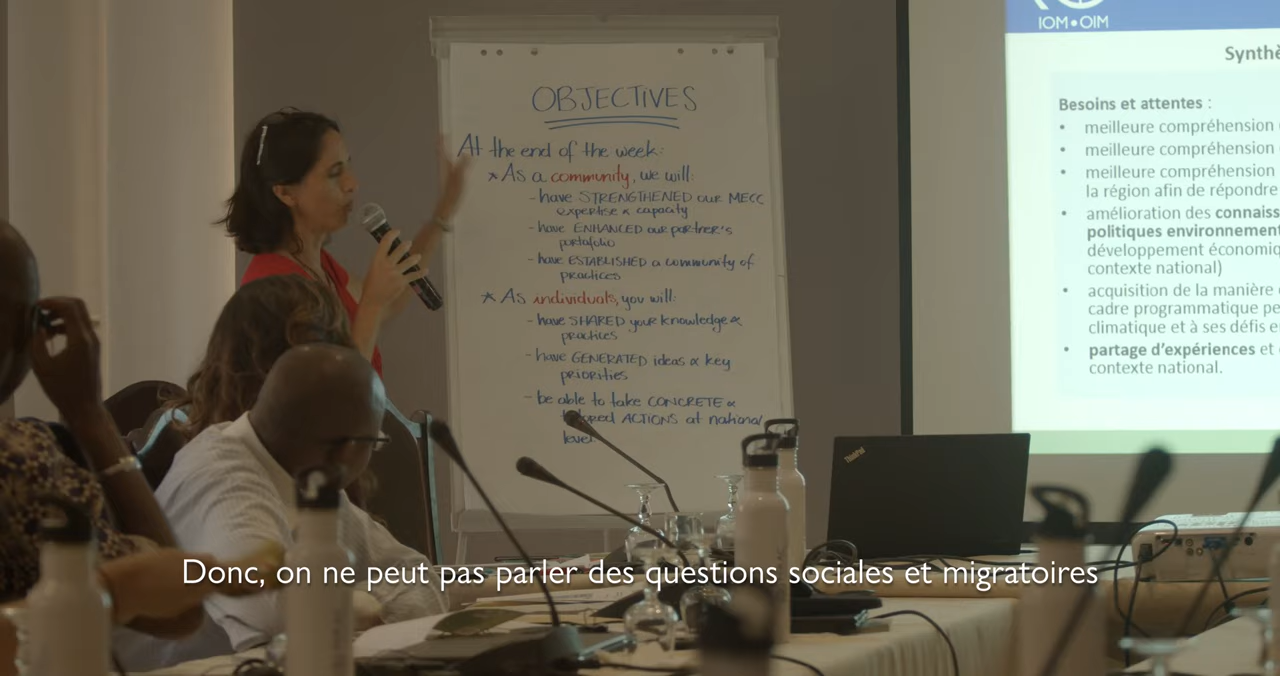 OBJECTIVES
At the end of the week:
* As a community, we will:
- have STRENGTHENED our MECC
expertise & capacity
- have ENHANCED our partner's
portafolio
- have ESTABLISHED a community of
practices
* As individuals, you will:
- have SHARED your knowledge &
practices
- have GENERATED ideas & key
priorities
- be able to take CONCRETE &
ACTIONS at national
level
IOM•OIM
Synthè
Besoins et attentes :
• meilleure compréhension
• meilleure compréhension
• meilleure compréhension
la région afin de répondre
• amélioration des connaiss
politiques environnement
développement économiq
contexte national)
• acquisition de la manière
cadre programmatique pe
climatique et à ses défis e
• partage d'expériences et
contexte national.
ThinkPad
Donc, on ne peut pas parler des questions sociales et migratoires